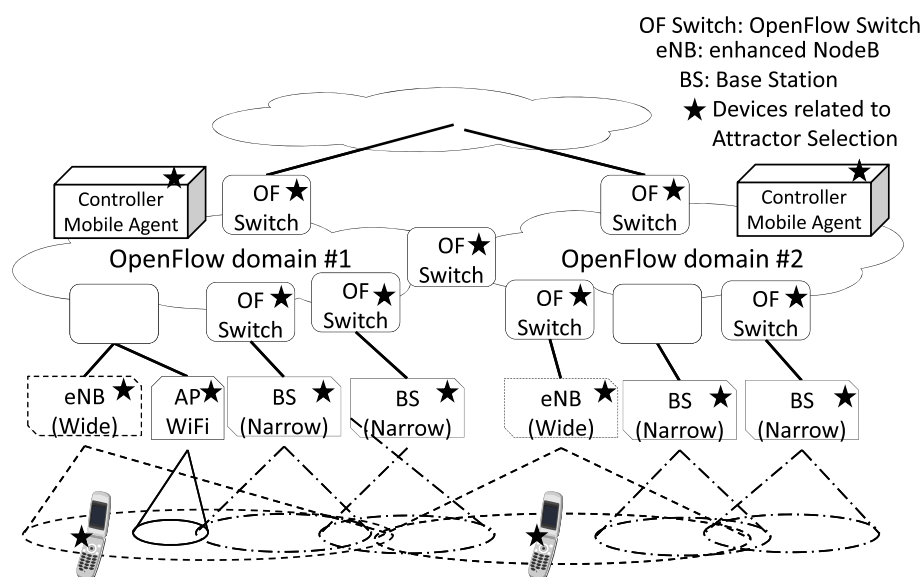 OF Switch: OpenFlow Switch
eNB: enhanced NodeB
BS: Base Station
★ Devices related to
Attractor Selection
Controller
Mobile Agent
OF
Switch
OF
Switch
Controller
Mobile Agent
OF
Switch
OpenFlow domain #1
OpenFlow domain #2
OF
Switch
OF
Switch
OF
Switch
OF
Switch
eNB
(Wide)
AP
WiFi
BS
(Narrow)
BS
(Narrow)
eNB
(Wide)
BS
(Narrow)
BS
(Narrow)